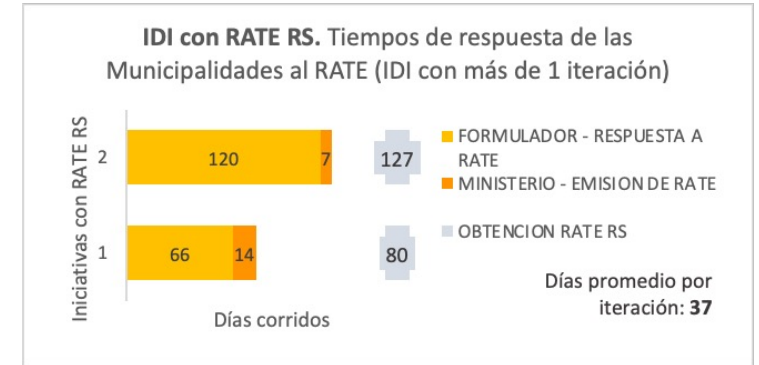 IDI con RATE RS. Tiempos de respuesta de las
Municipalidades al RATE (IDI con más de 1 iteración)
Iniciativas con RATE RS
2
120
7
127
1
66
14
80
Días corridos
FORMULADOR - RESPUESTA A
RATE
MINISTERIO - EMISION DE RATE
OBTENCION RATE RS
Días promedio por
iteración: 37